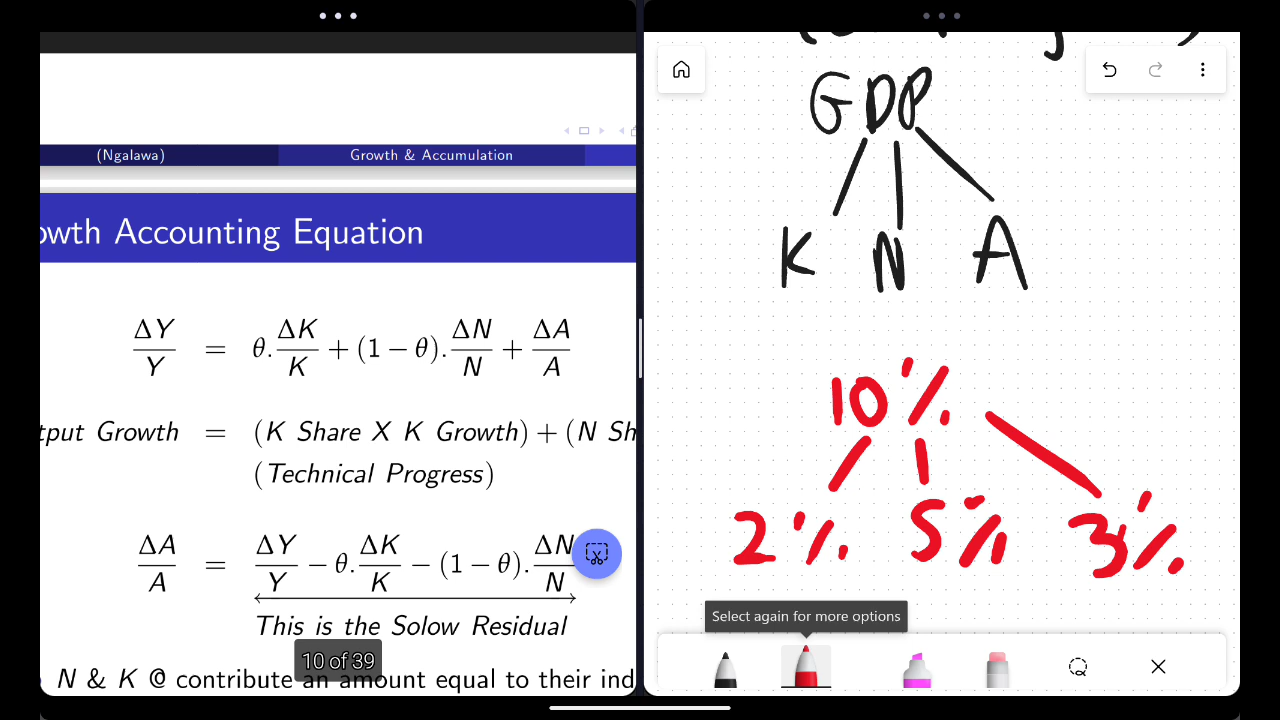 (Ngalawa) Growth & Accumulation
owth Accounting Equation
ΔY/Y = θ.ΔK/K + (1 − θ).ΔN/N + ΔA/A
tput Growth = (K Share X K Growth) + (N Sh
(Technical Progress)
ΔA/A = ΔY/Y − θ.ΔK/K − (1 − θ).ΔN/N
This is the Solow Residual
10 of 39
N & K @ contribute an amount equal to their ind
GDP
K N A
10%
2% 5% 3%
Select again for more options